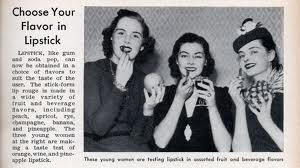 Choose Your
Flavor in
Lipstick
LIPSTICK, like gum
and soda pop, can
now be obtained in a
choice of flavors to
suit the taste of the
user. The stick-form
lip rouge is made in
a wide variety of
fruit and beverage
flavors, including
peach, apricot, rye,
champagne, banana,
and pineapple. The
three young women
at the right are mak-
ing a taste test of
orange, wine, and pine-
apple lipstick.
These young women are testing lipstick in assorted fruit and beverage flavors